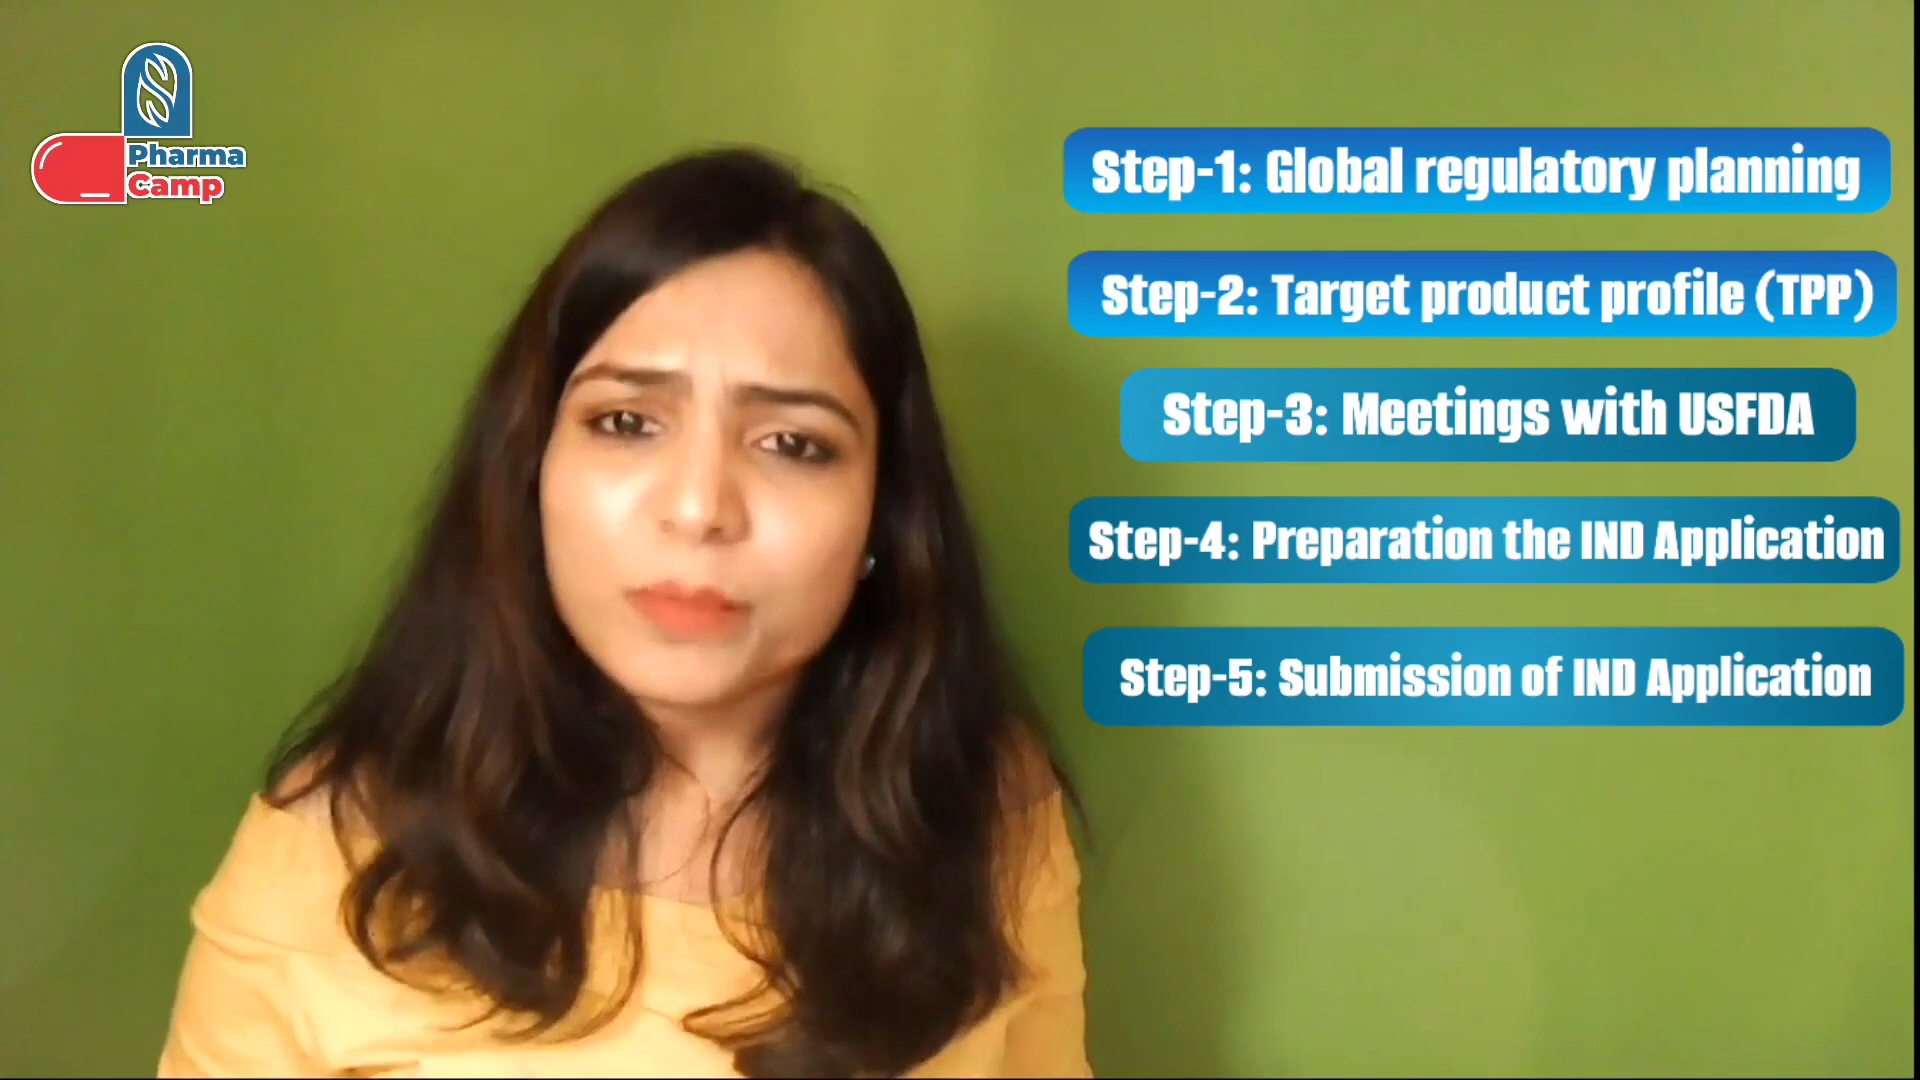 Pharma
Camp
Step-1: Global regulatory planning
Step-2: Target product profile (TPP)
Step-3: Meetings with USFDA
Step-4: Preparation the IND Application
Step-5: Submission of IND Application